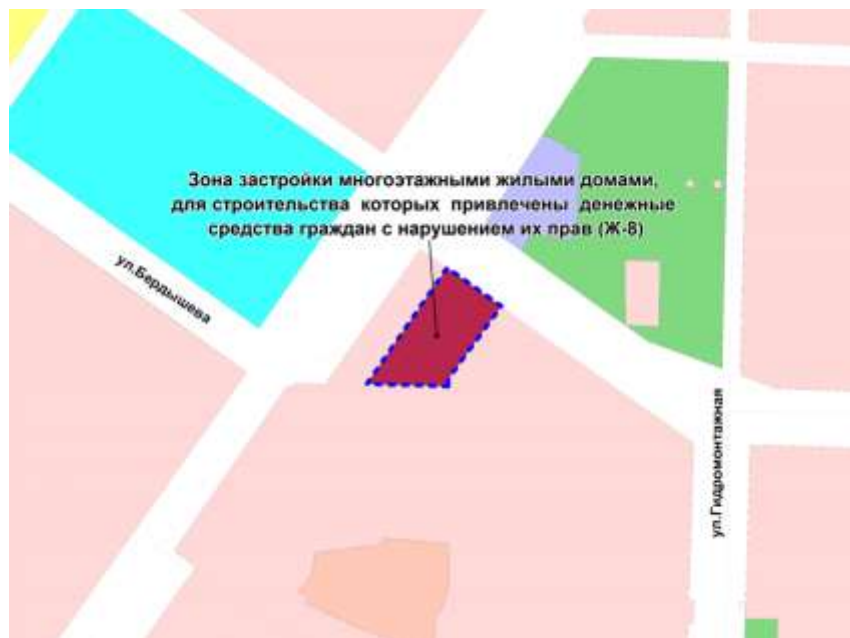 Зона застройки многоэтажными жилыми домами,
для строительства которых привлечены денежные
средства граждан с нарушением их прав (Ж-8)
ул.Бердышева
ул.Гидромонтажная